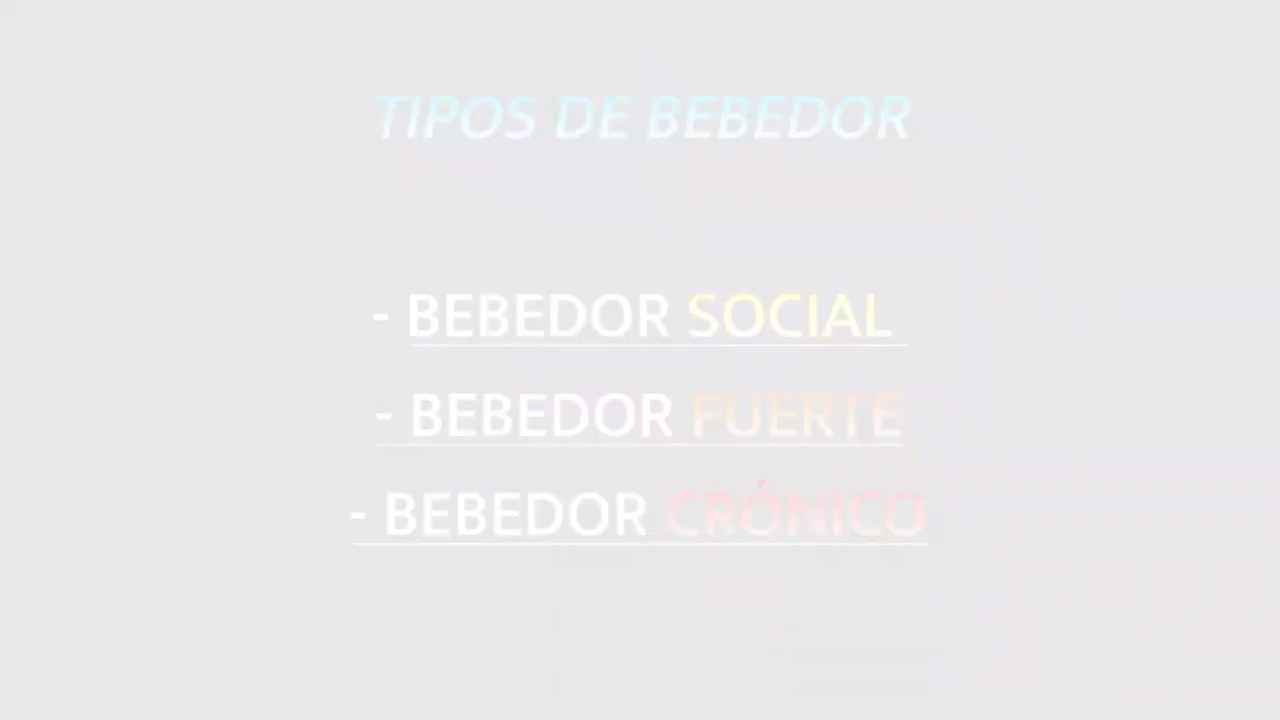 TIPOS DE BEBEDOR
- BEBEDOR SOCIAL
- BEBEDOR FUERTE
- BEBEDOR CRÓNICO